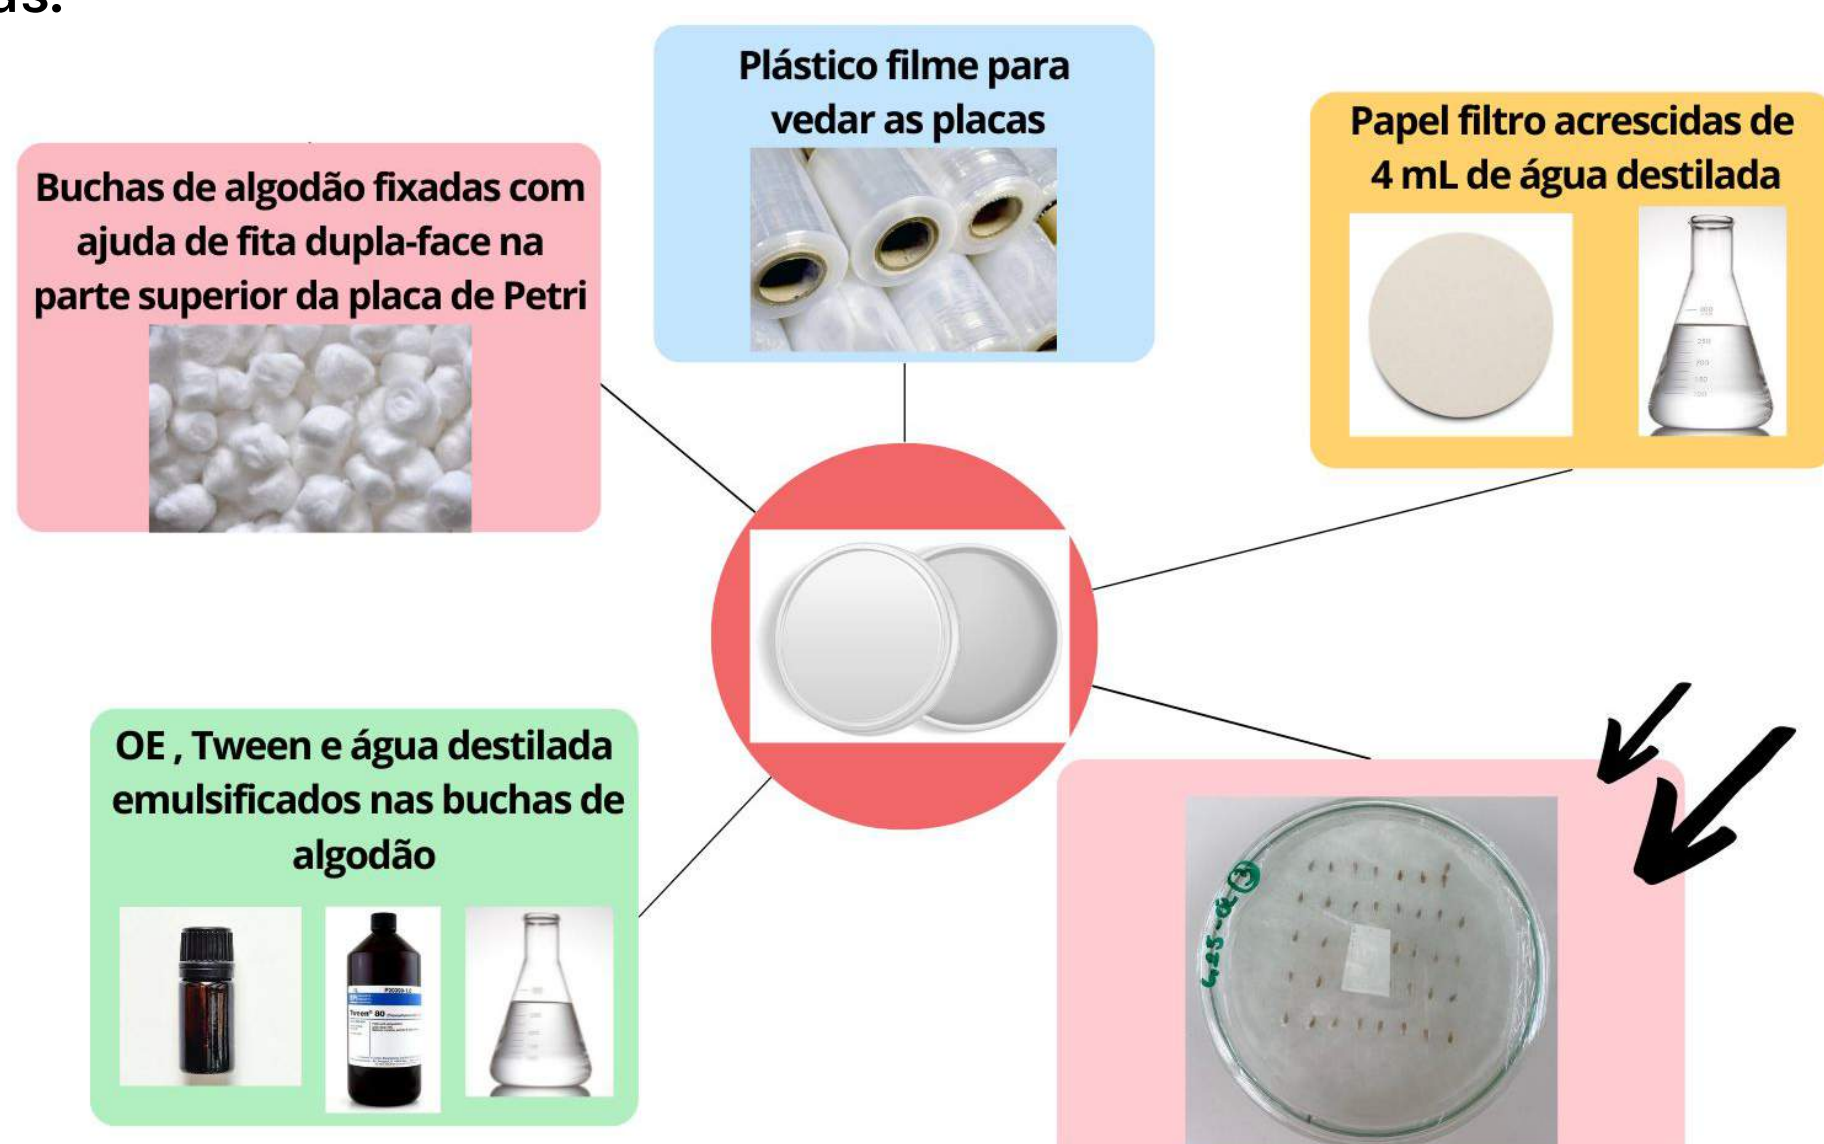 Plástico filme para
vedar as placas
Papel filtro acrescidas de
4 mL de água destilada
Buchas de algodão fixadas com
ajuda de fita dupla-face na
parte superior da placa de Petri
OE , Tween e água destilada
emulsificados nas buchas de
algodão
Tween® 80